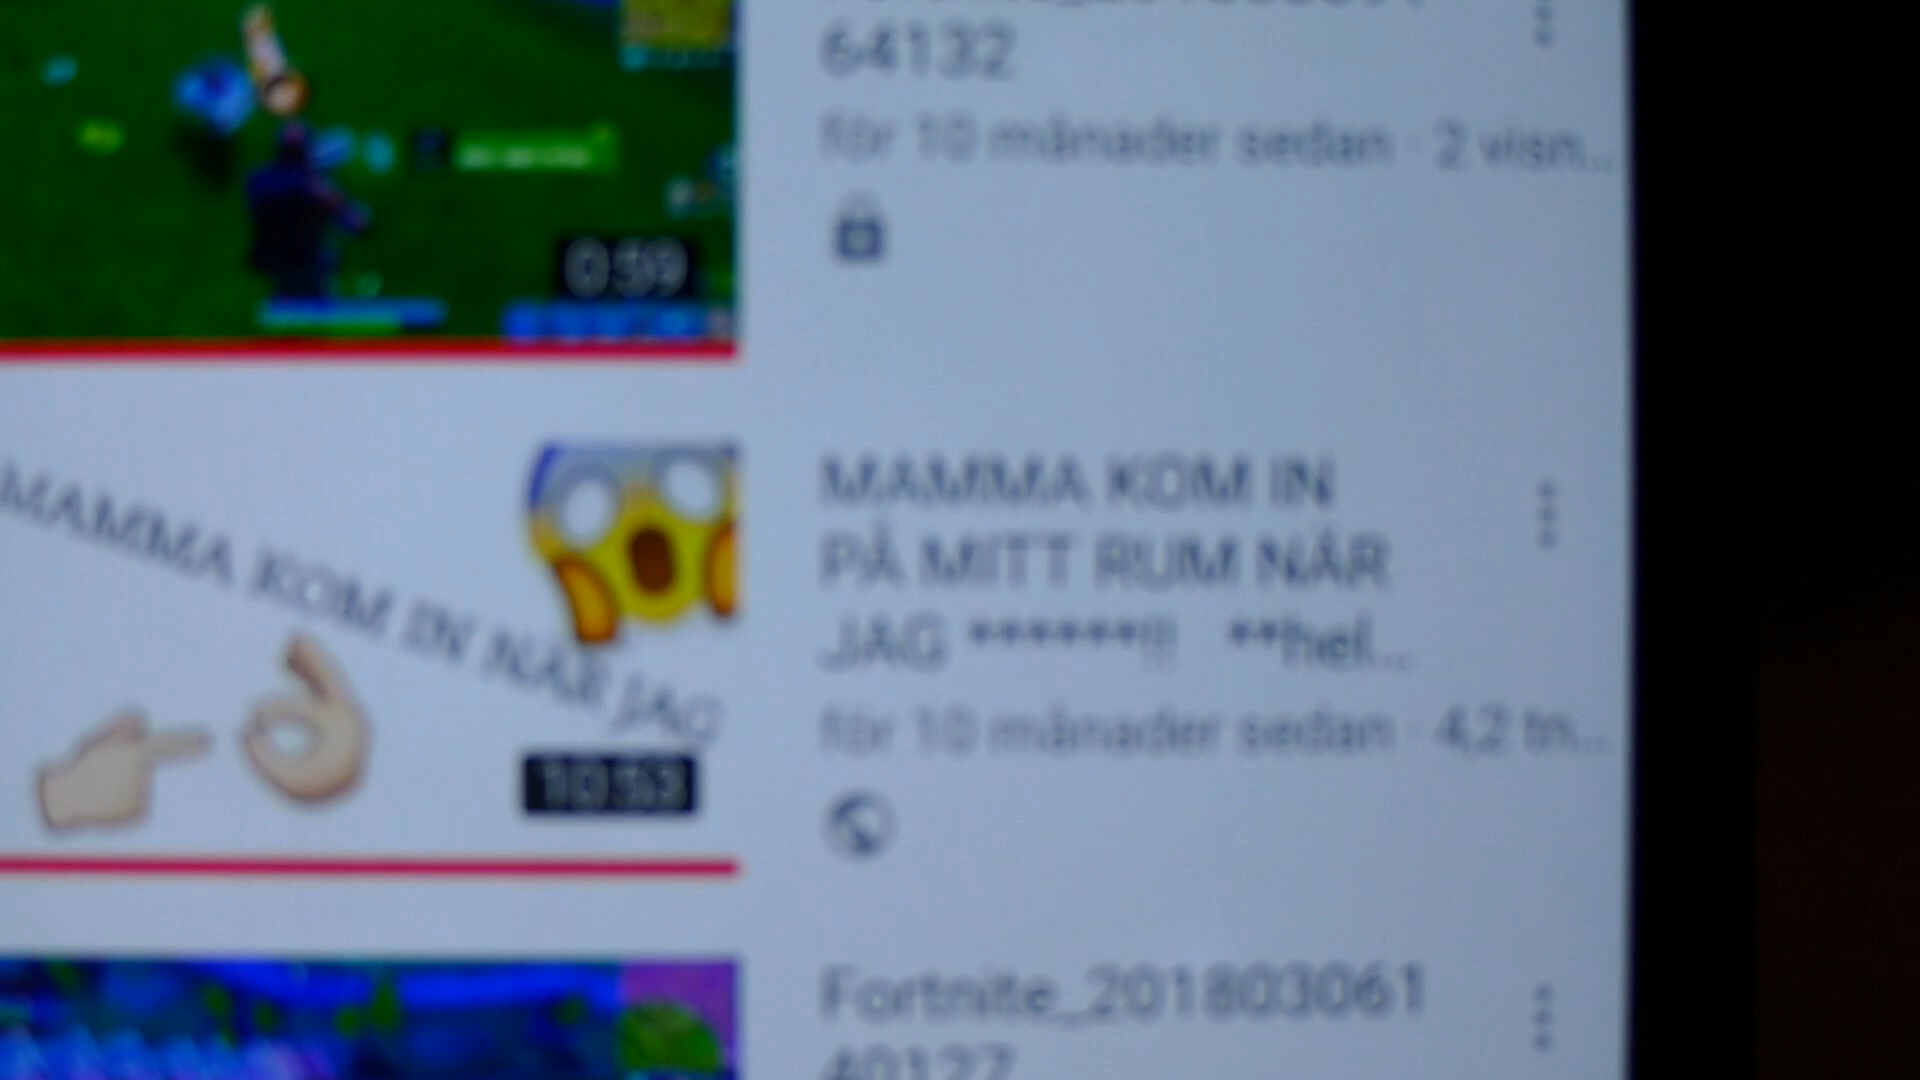 64132
för 10 månader sedan · 2 visn...
0:59
MAMMA KOM IN NÄR JAG
10:53
MAMMA KOM IN
PÅ MITT RUM NÄR
JAG ******!! **hel...
för 10 månader sedan · 4,2 tn...
Fortnite_201803061
40127